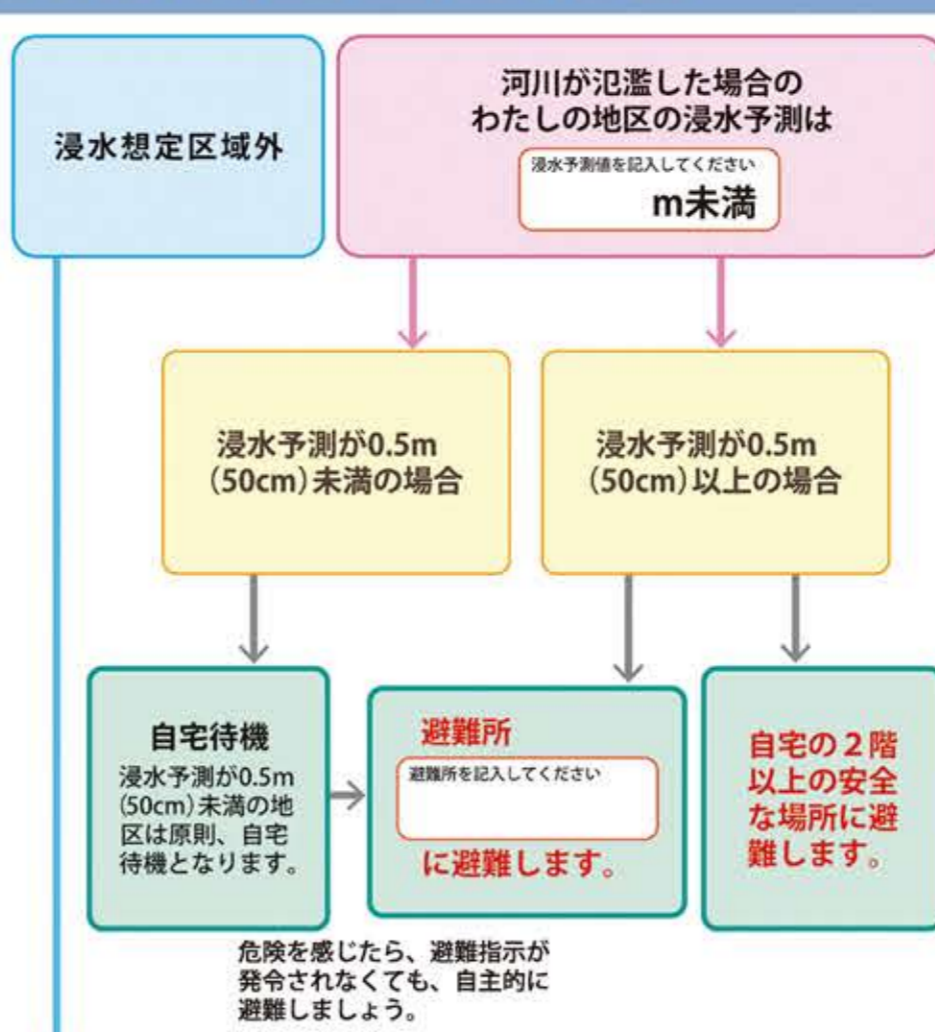 浸水想定区域外
河川が氾濫した場合の
わたしの地区の浸水予測は
浸水予測値を記入してください
m未満
浸水予測が0.5m
(50cm)未満の場合
浸水予測が0.5m
(50cm)以上の場合
自宅待機
浸水予測が0.5m
(50cm)未満の地
区は原則、自宅
待機となります。
避難所
避難所を記入してください
に避難します。
自宅の2階
以上の安全
な場所に避
難します。
危険を感じたら、避難指示が
発令されなくても、自主的に
避難しましょう。